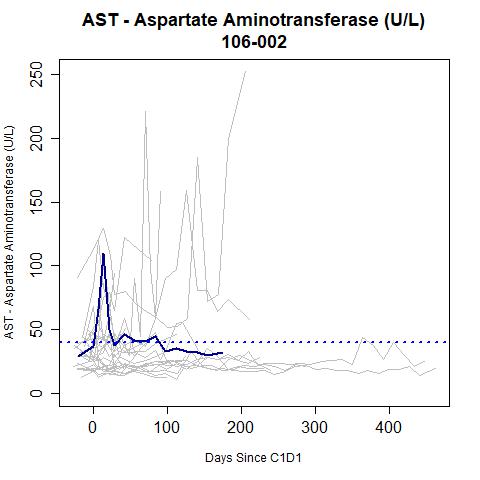 AST - Aspartate Aminotransferase (U/L)
106-002
AST - Aspartate Aminotransferase (U/L)
250
200
150
100
50
0
0 100 200 300 400
Days Since C1D1